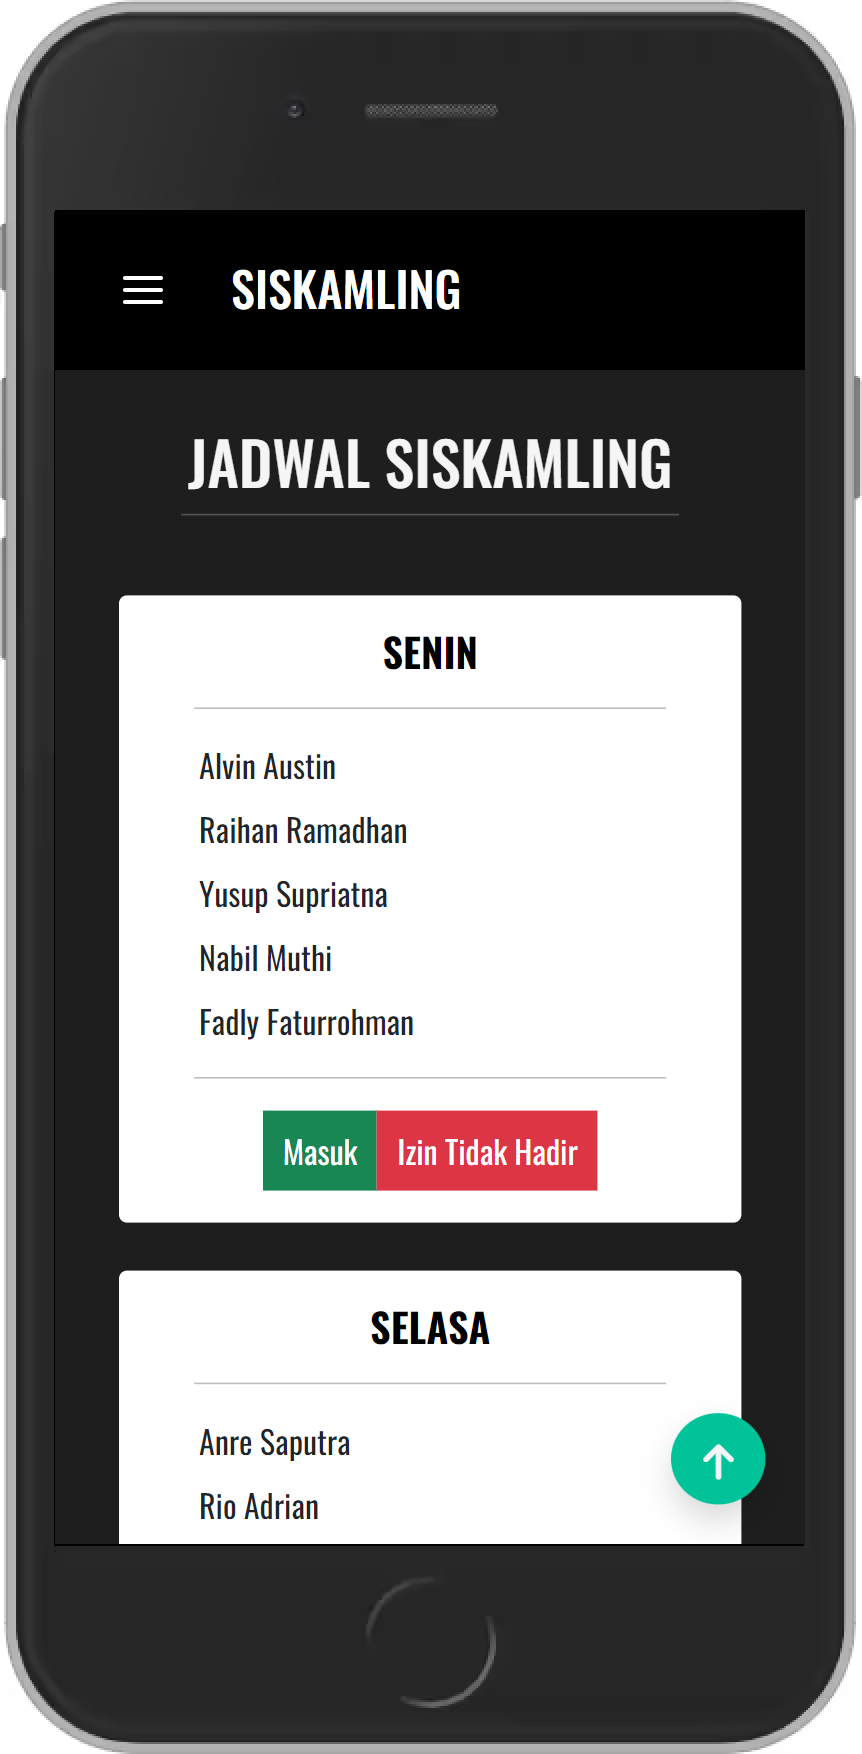 SISKAMLING
JADWAL SISKAMLING
SENIN
Alvin Austin
Raihan Ramadhan
Yusup Supriatna
Nabil Muthi
Fadly Faturrohman
Masuk Izin Tidak Hadir
SELASA
Anre Saputra
Rio Adrian